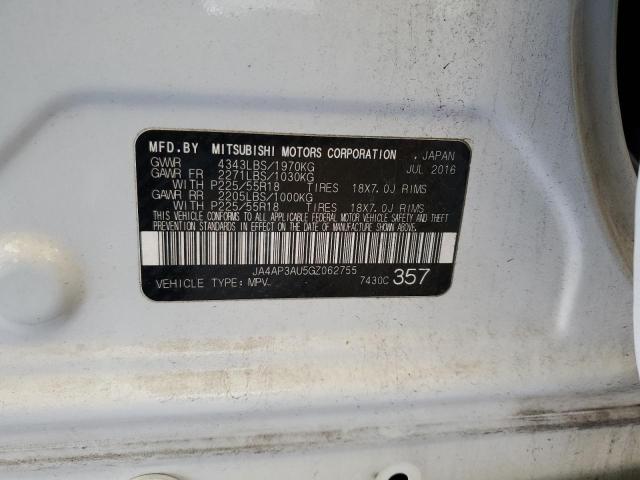 MFD.BY MITSUBISHI MOTORS CORPORATION , JAPAN
GVWR 4343LBS/1970KG JUL 2016
GAWR FR 2271LBS/1030KG
WITH P225/55R18 TIRES 18X7.0J RIMS
GAWR RR 2205LBS/1000KG
WITH P225/55R18 TIRES 18X7.0J RIMS
THIS VEHICLE CONFORMS TO ALL APPLICABLE FEDERAL MOTOR VEHICLE SAFETY AND THEFT
PREVENTION STANDARDS IN EFFECT ON THE DATE OF MANUFACTURE SHOWN ABOVE.
JA4AP3AU5GZ062755
VEHICLE TYPE:MPV 7430C 357